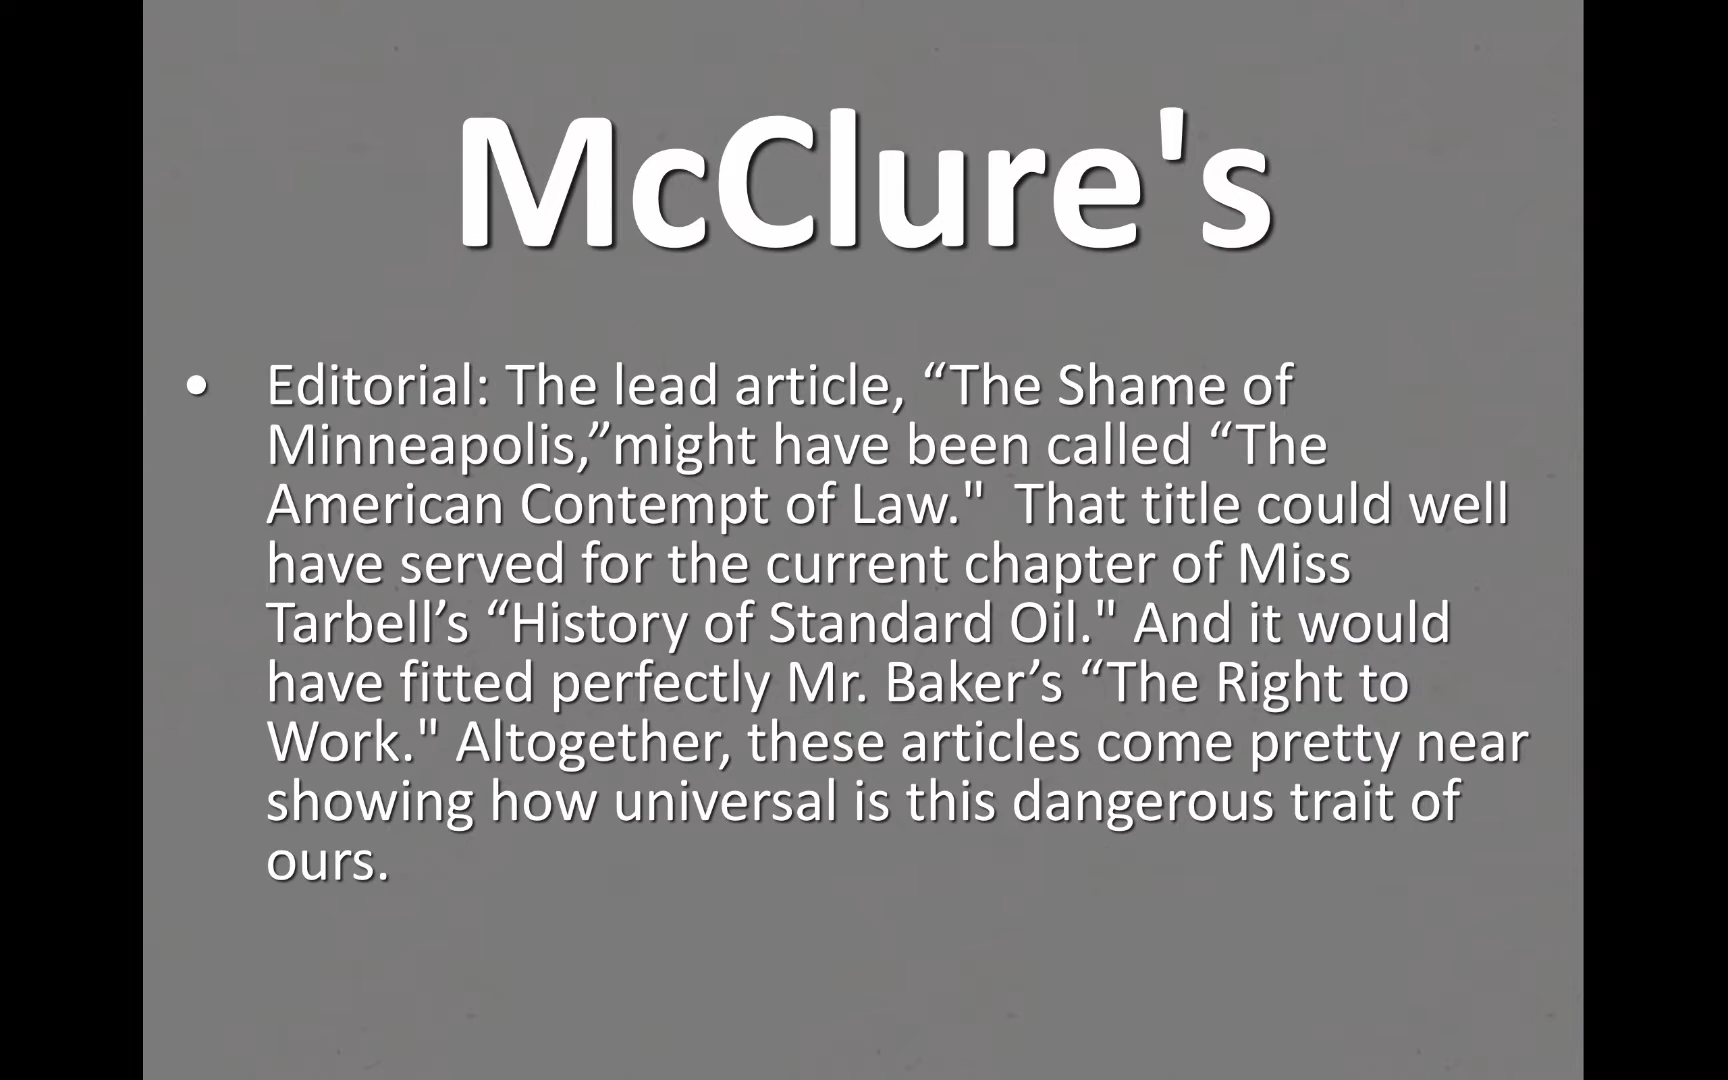 McClure's
• Editorial: The lead article, “The Shame of
Minneapolis,”might have been called “The
American Contempt of Law."  That title could well
have served for the current chapter of Miss
Tarbell’s “History of Standard Oil." And it would
have fitted perfectly Mr. Baker’s “The Right to
Work." Altogether, these articles come pretty near
showing how universal is this dangerous trait of
ours.